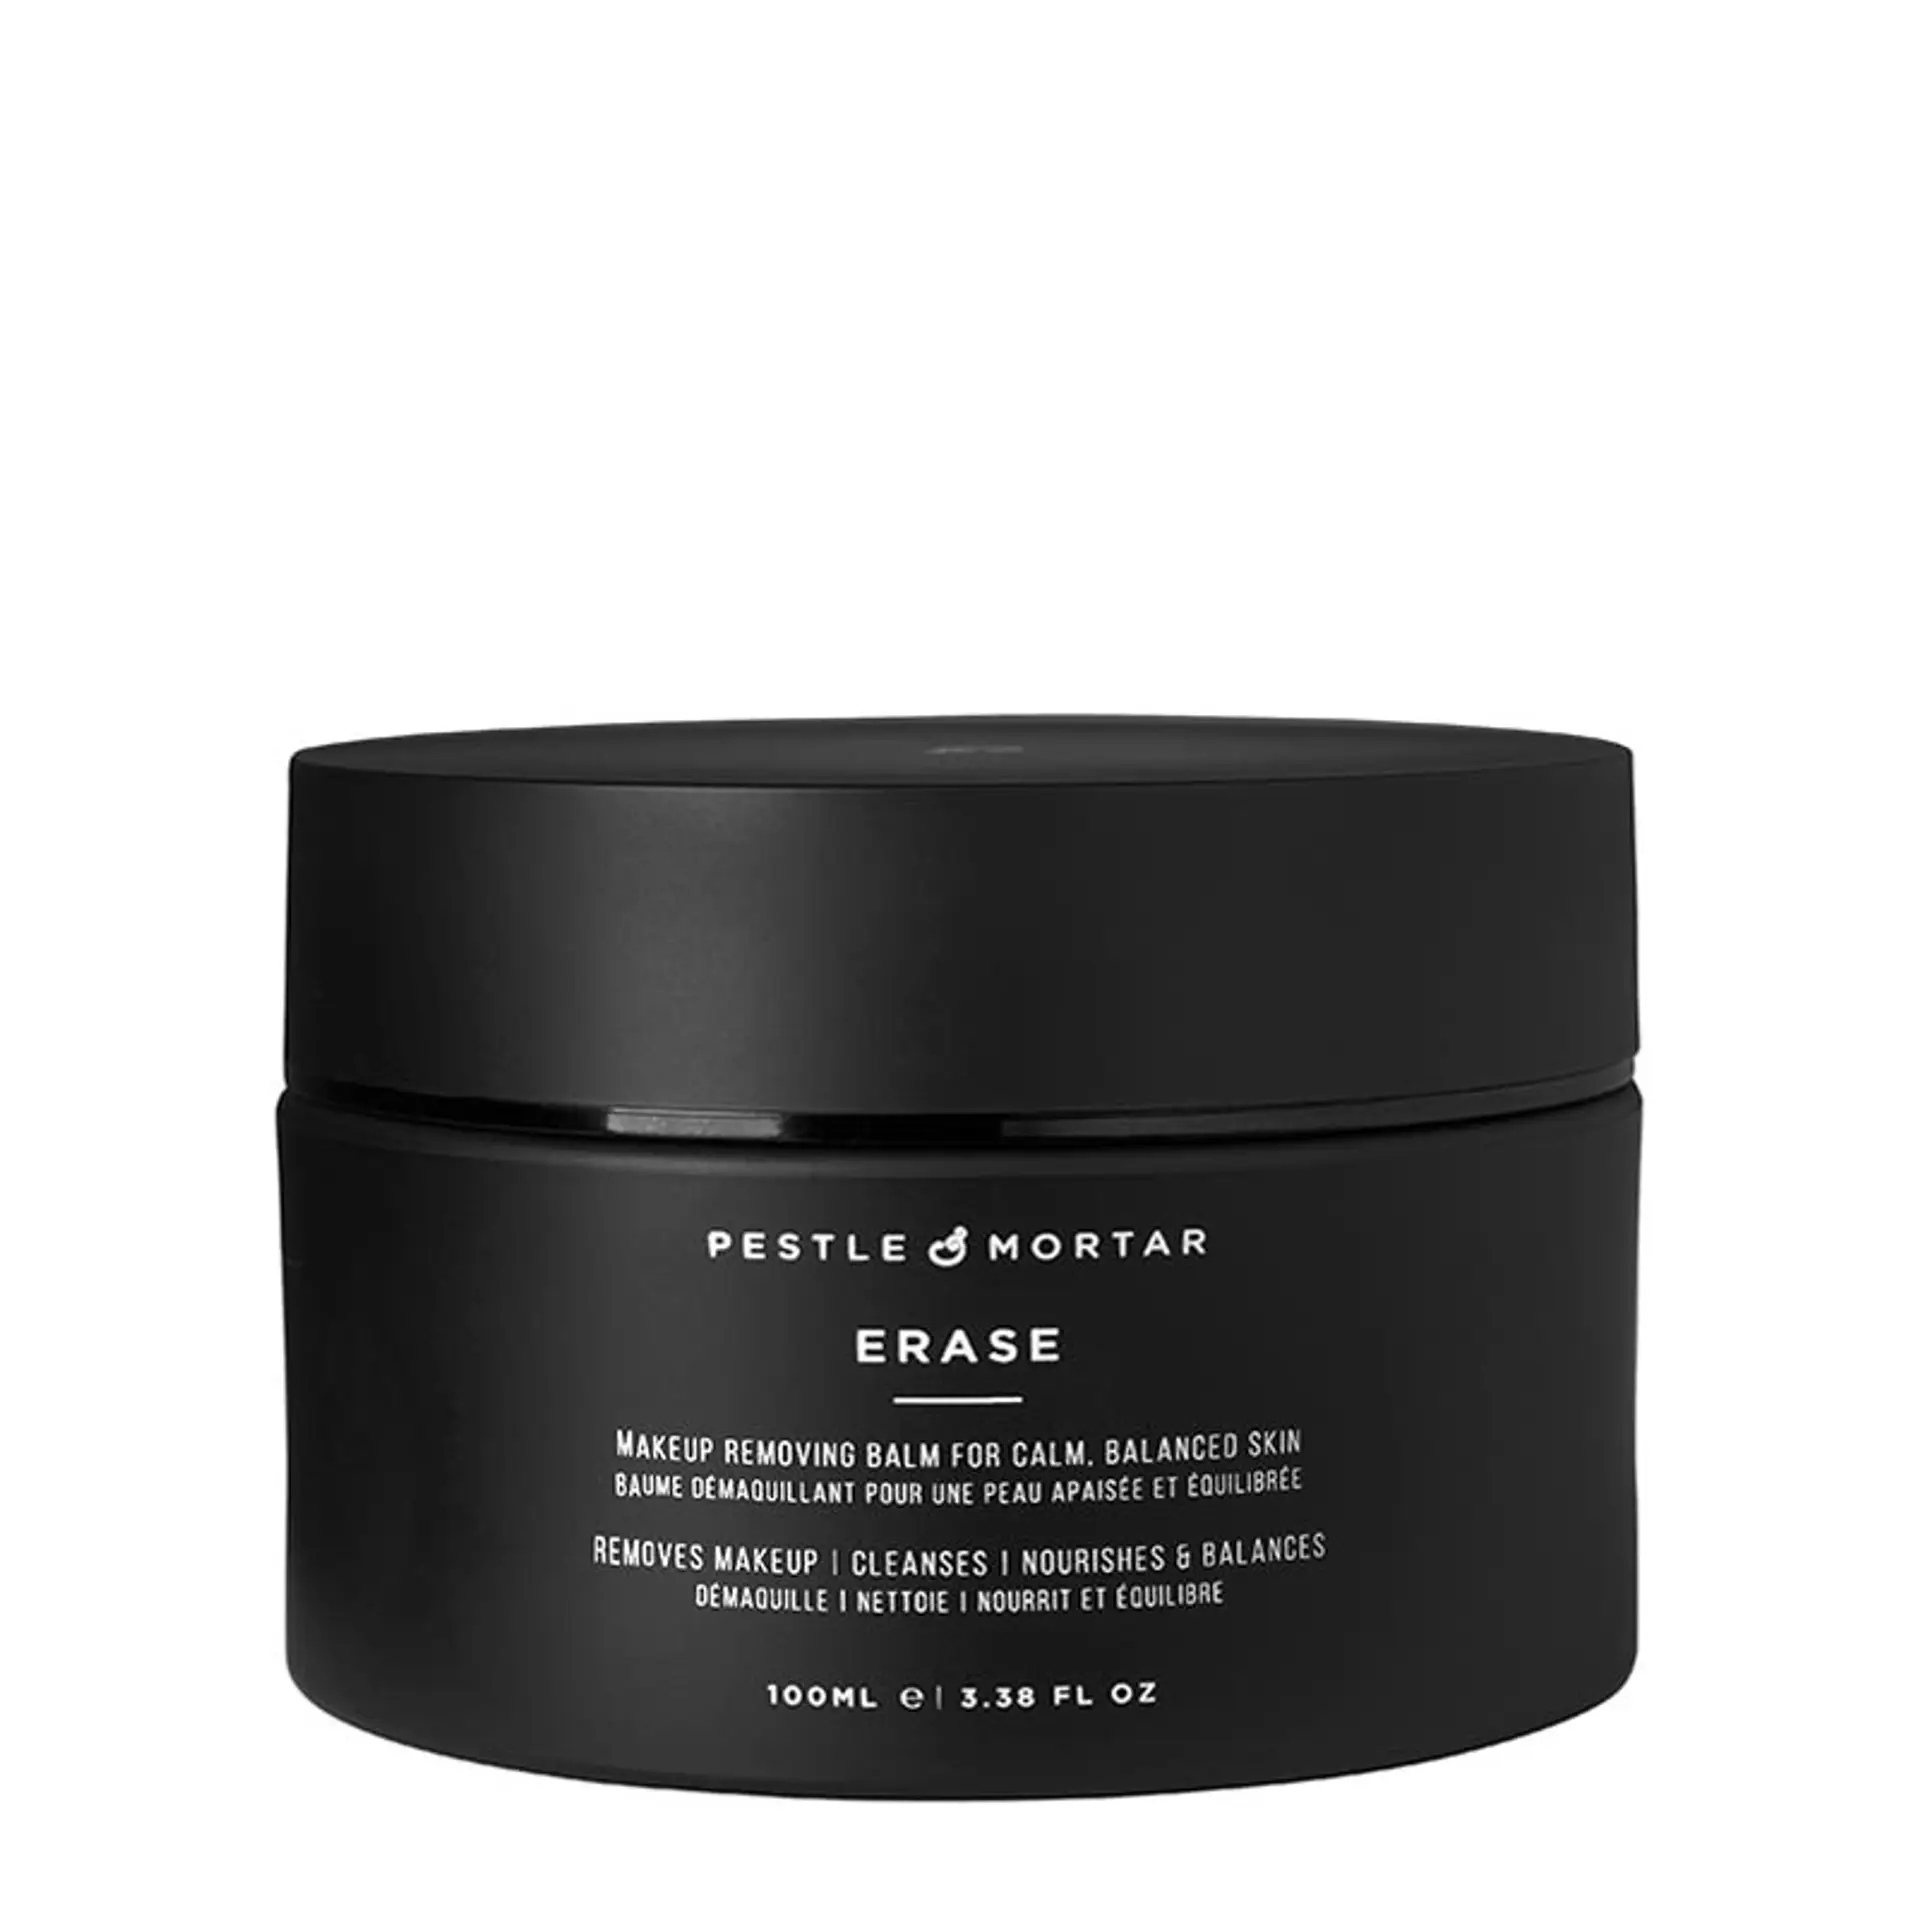 PESTLE & MORTAR
ERASE
MAKEUP REMOVING BALM FOR CALM, BALANCED SKIN
BAUME DÉMAQUILLANT POUR UNE PEAU APAISÉE ET ÉQUILIBRÉE
REMOVES MAKEUP | CLEANSES | NOURISHES & BALANCES
DÉMAQUILLE | NETTOIE | NOURRIT ET ÉQUILIBRE
100ML ℮ | 3.38 FL OZ